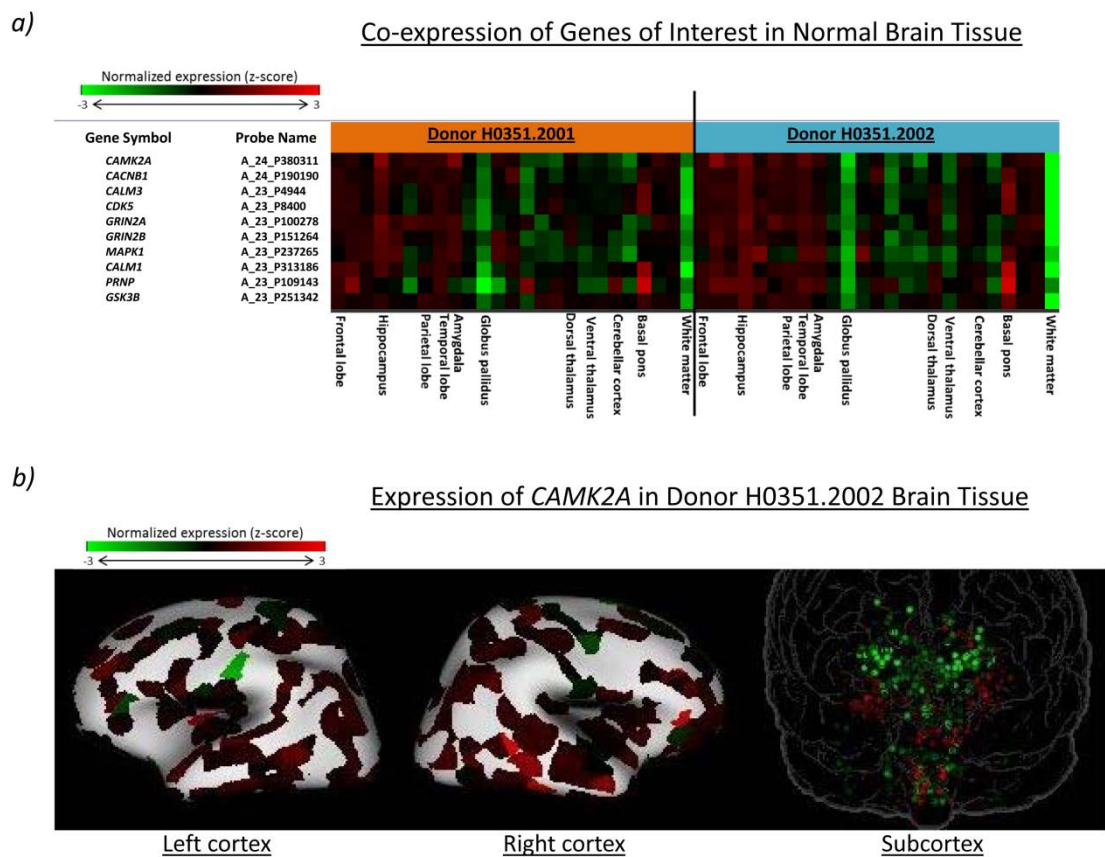 a)
Co-expression of Genes of Interest in Normal Brain Tissue
Normalized expression (z-score)
-3 3
Donor H0351.2001 Donor H0351.2002
Gene Symbol Probe Name
CAMK2A A_24_P380311
CACNB1 A_24_P190190
CALM3 A_23_P4944
CDK5 A_23_P8400
GRIN2A A_23_P100278
GRIN2B A_23_P151264
MAPK1 A_23_P237265
CALM1 A_23_P313186
PRNP A_23_P109143
GSK3B A_23_P251342
Frontal lobe
Hippocampus
Parietal lobe
Temporal lobe
Amygdala
Globus pallidus
Dorsal thalamus
Ventral thalamus
Cerebellar cortex
Basal pons
White matter
Frontal lobe
Hippocampus
Parietal lobe
Temporal lobe
Amygdala
Globus pallidus
Dorsal thalamus
Ventral thalamus
Cerebellar cortex
Basal pons
White matter
b)
Expression of CAMK2A in Donor H0351.2002 Brain Tissue
Normalized expression (z-score)
-3 3
Left cortex Right cortex Subcortex